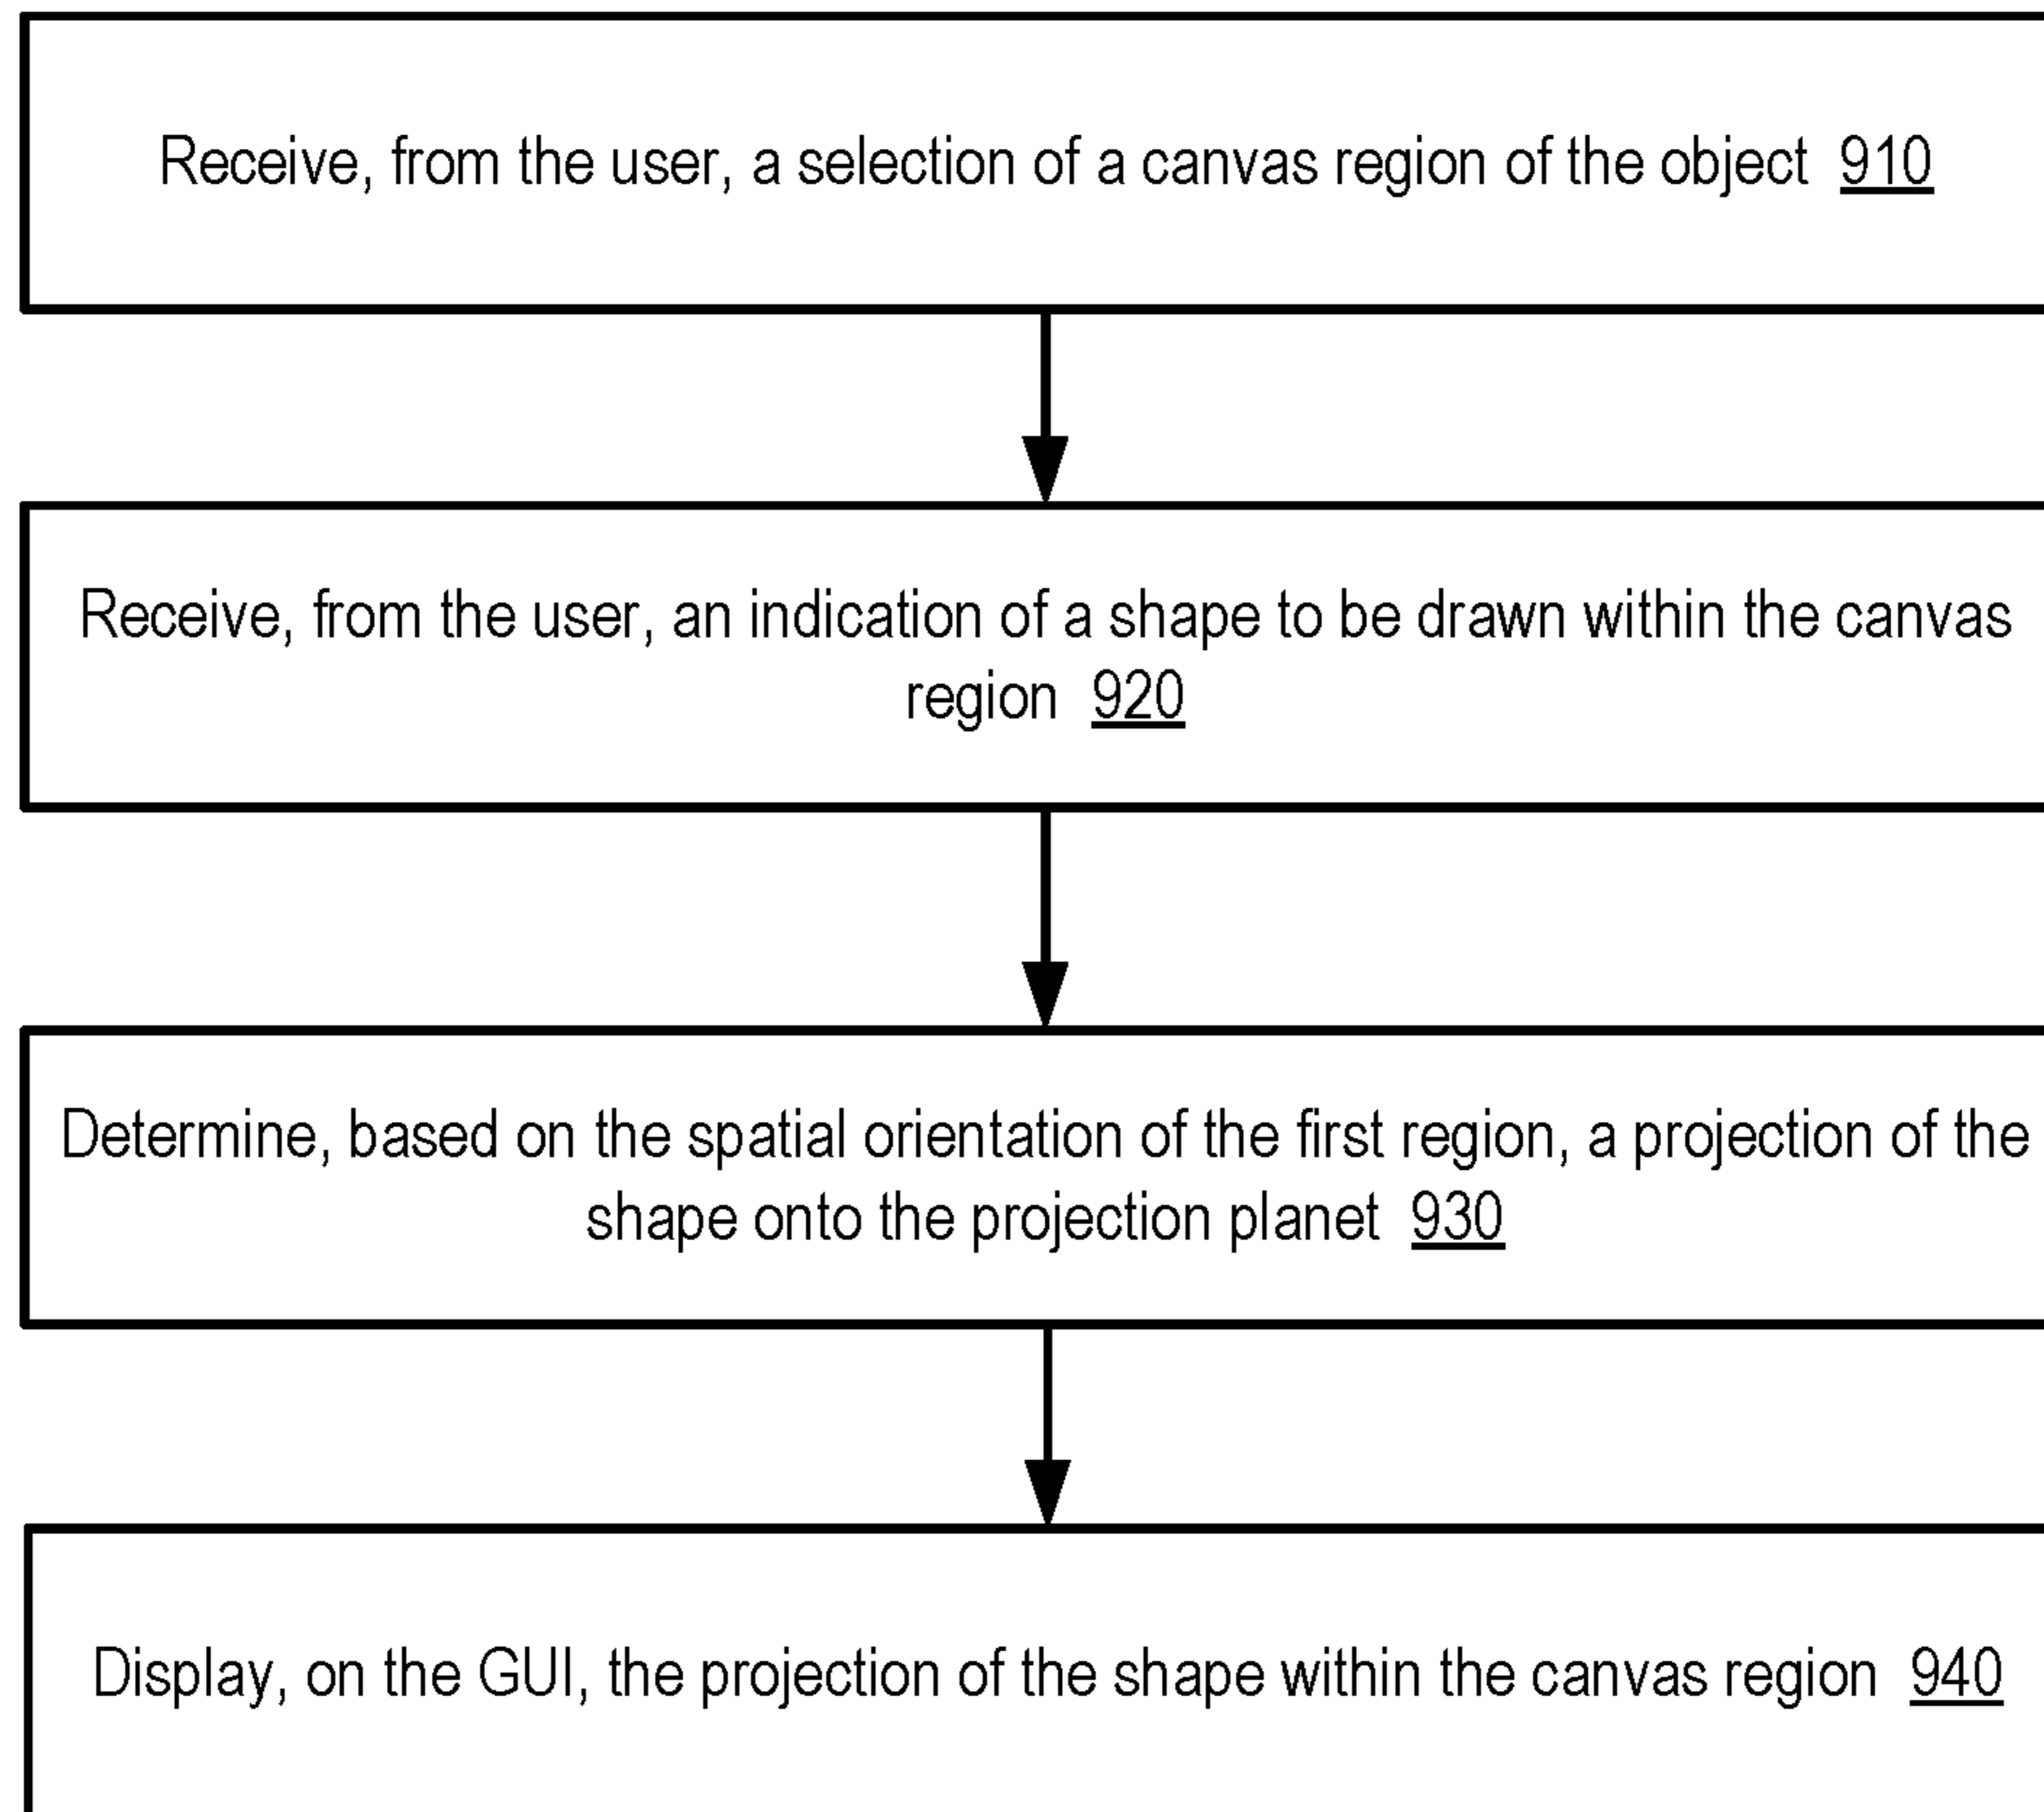 Receive, from the user, a selection of a canvas region of the object 910
Receive, from the user, an indication of a shape to be drawn within the canvas
region 920
Determine, based on the spatial orientation of the first region, a projection of the
shape onto the projection planet 930
Display, on the GUI, the projection of the shape within the canvas region 940